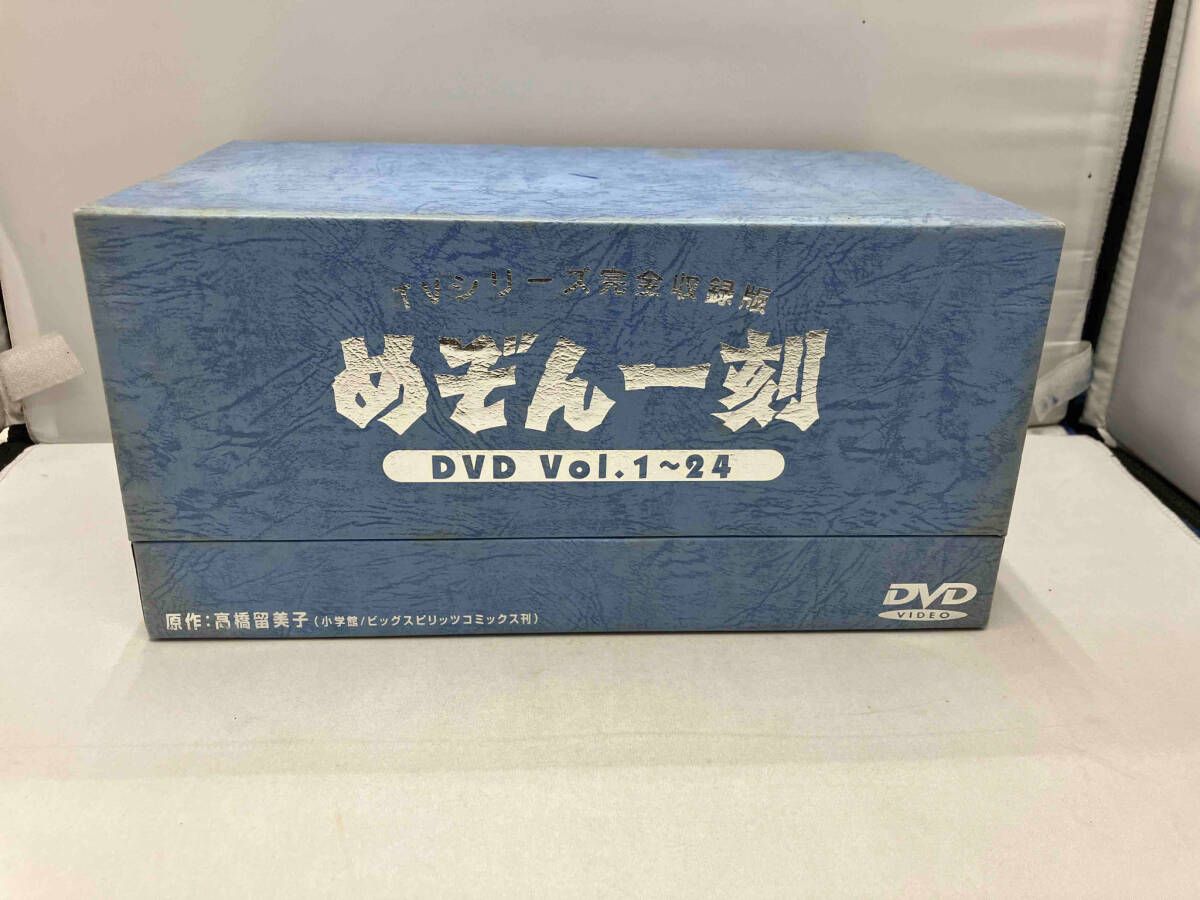 TVシリーズ完全収録版
めぞん一刻
DVD Vol.1~24
原作:高橋留美子(小学館/ビッグスピリッツコミックス刊)
DVD
VIDEO